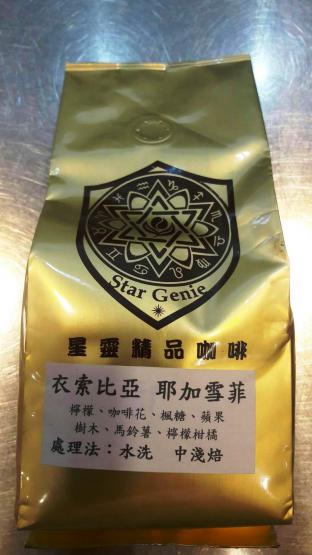 Star Genie
星靈精品咖啡
衣索比亞 耶加雪菲
檸檬、咖啡花、楓糖、蘋果
樹木、馬鈴薯、檸檬柑橘
處理法：水洗 中淺焙